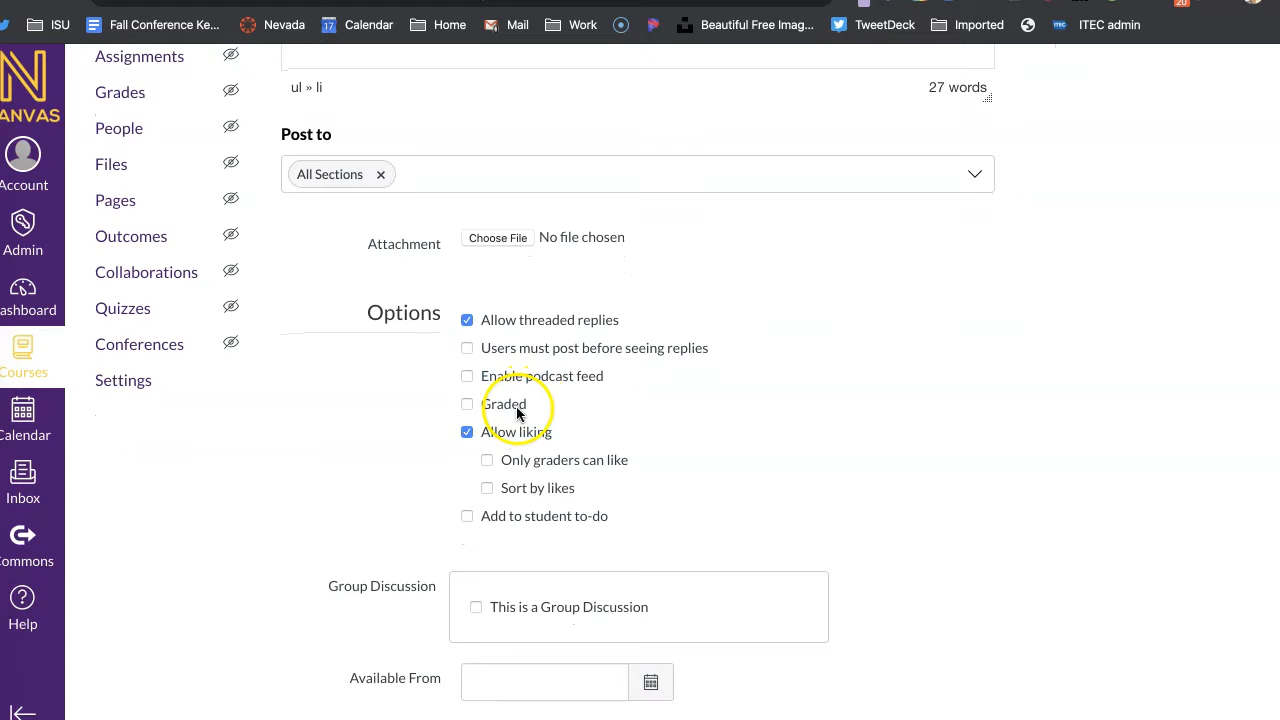 ISU
Fall Conference Ke...
Nevada
17 Calendar
Home
Mail
Work
Beautiful Free Imag...
TweetDeck
Imported
ITEC ITEC admin
20
N
ANVAS
Account
Admin
ashboard
Courses
Calendar
Inbox
ommons
Help
Assignments
Grades
People
Files
Pages
Outcomes
Collaborations
Quizzes
Conferences
Settings
ul » li
27 words
Post to
All Sections ×
Attachment
Choose File No file chosen
Options
Allow threaded replies
Users must post before seeing replies
Enable podcast feed
Graded
Allow liking
Only graders can like
Sort by likes
Add to student to-do
Group Discussion
This is a Group Discussion
Available From